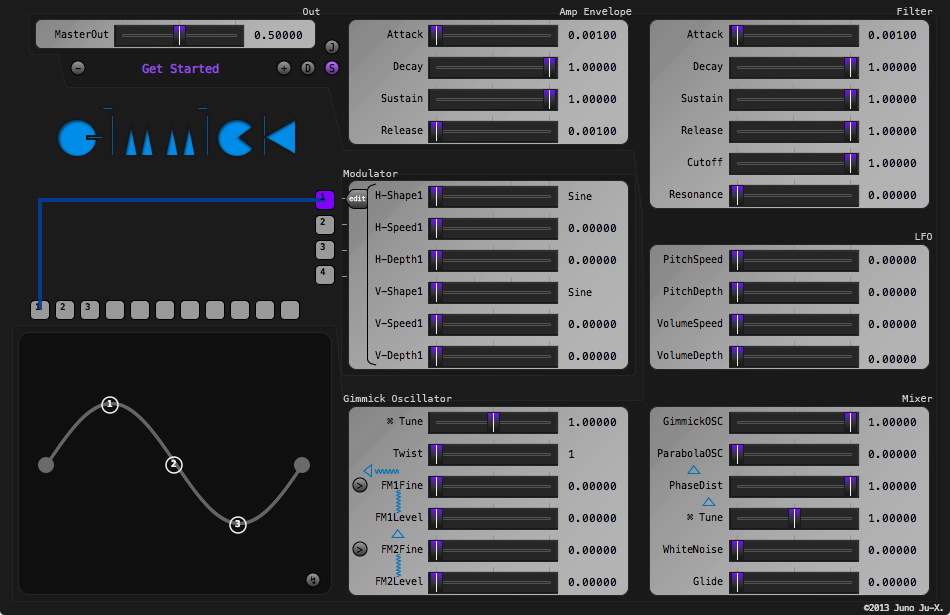 Out
MasterOut 0.50000
J
− Get Started + D S
GIMMICK
1
2
3
4
1 2 3
1
2
3
Amp Envelope
Attack 0.00100
Decay 1.00000
Sustain 1.00000
Release 0.00100
Modulator
edit
H-Shape1 Sine
H-Speed1 0.00000
H-Depth1 0.00000
V-Shape1 Sine
V-Speed1 0.00000
V-Depth1 0.00000
Gimmick Oscillator
⌘ Tune 1.00000
Twist 1
> FM1Fine 0.00000
FM1Level 0.00000
> FM2Fine 0.00000
FM2Level 0.00000
Filter
Attack 0.00100
Decay 1.00000
Sustain 1.00000
Release 1.00000
Cutoff 1.00000
Resonance 0.00000
LFO
PitchSpeed 0.00000
PitchDepth 0.00000
VolumeSpeed 0.00000
VolumeDepth 0.00000
Mixer
GimmickOSC 1.00000
ParabolaOSC 0.00000
PhaseDist 1.00000
⌘ Tune 1.00000
WhiteNoise 0.00000
Glide 0.00000
©2013 Juno Ju-X.